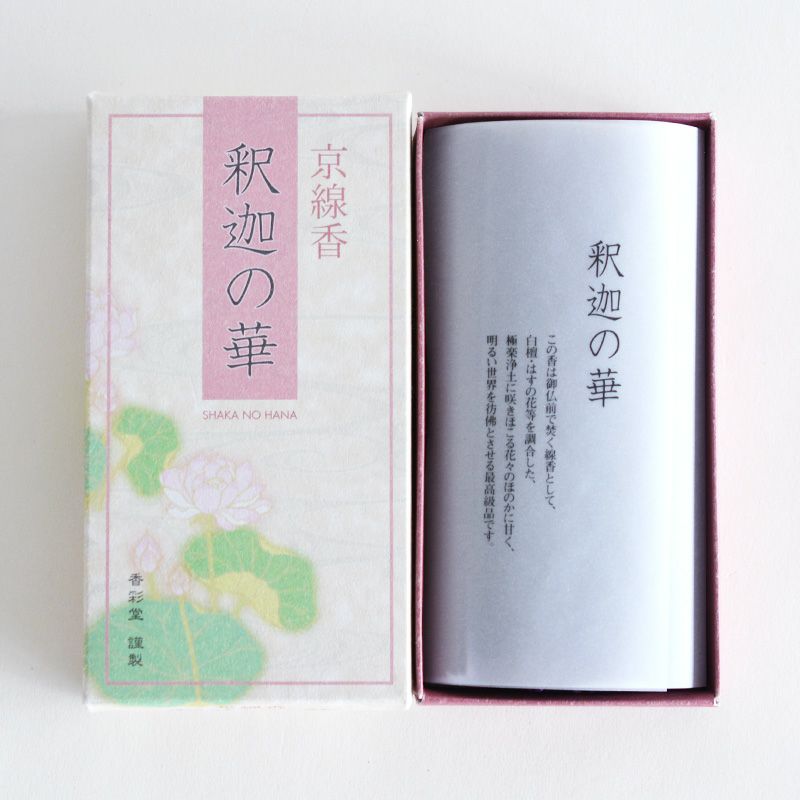 京線香
釈迦の華
SHAKA NO HANA
香彩堂 謹製
釈迦の華
この香は御仏前で焚く線香として、
白檀・はすの花等を調合した、
極楽浄土に咲きほこる花々のほのかに甘く、
明るい世界を彷彿とさせる最高級品です。